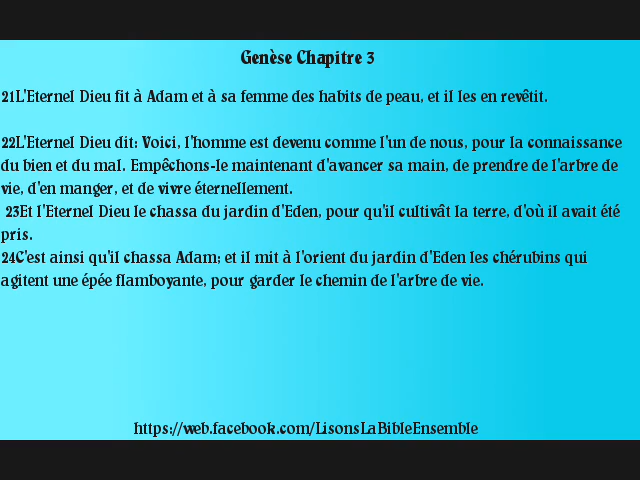 Genèse Chapitre 3
21L'Eternel Dieu fit à Adam et à sa femme des habits de peau, et il les en revêtit.
22L'Eternel Dieu dit: Voici, l'homme est devenu comme l'un de nous, pour la connaissance
du bien et du mal. Empêchons-le maintenant d'avancer sa main, de prendre de l'arbre de
vie, d'en manger, et de vivre éternellement.
23Et l'Eternel Dieu le chassa du jardin d'Eden, pour qu'il cultivât la terre, d'où il avait été
pris.
24C'est ainsi qu'il chassa Adam; et il mit à l'orient du jardin d'Eden les chérubins qui
agitent une épée flamboyante, pour garder le chemin de l'arbre de vie.
https://web.facebook.com/LisonsLaBibleEnsemble